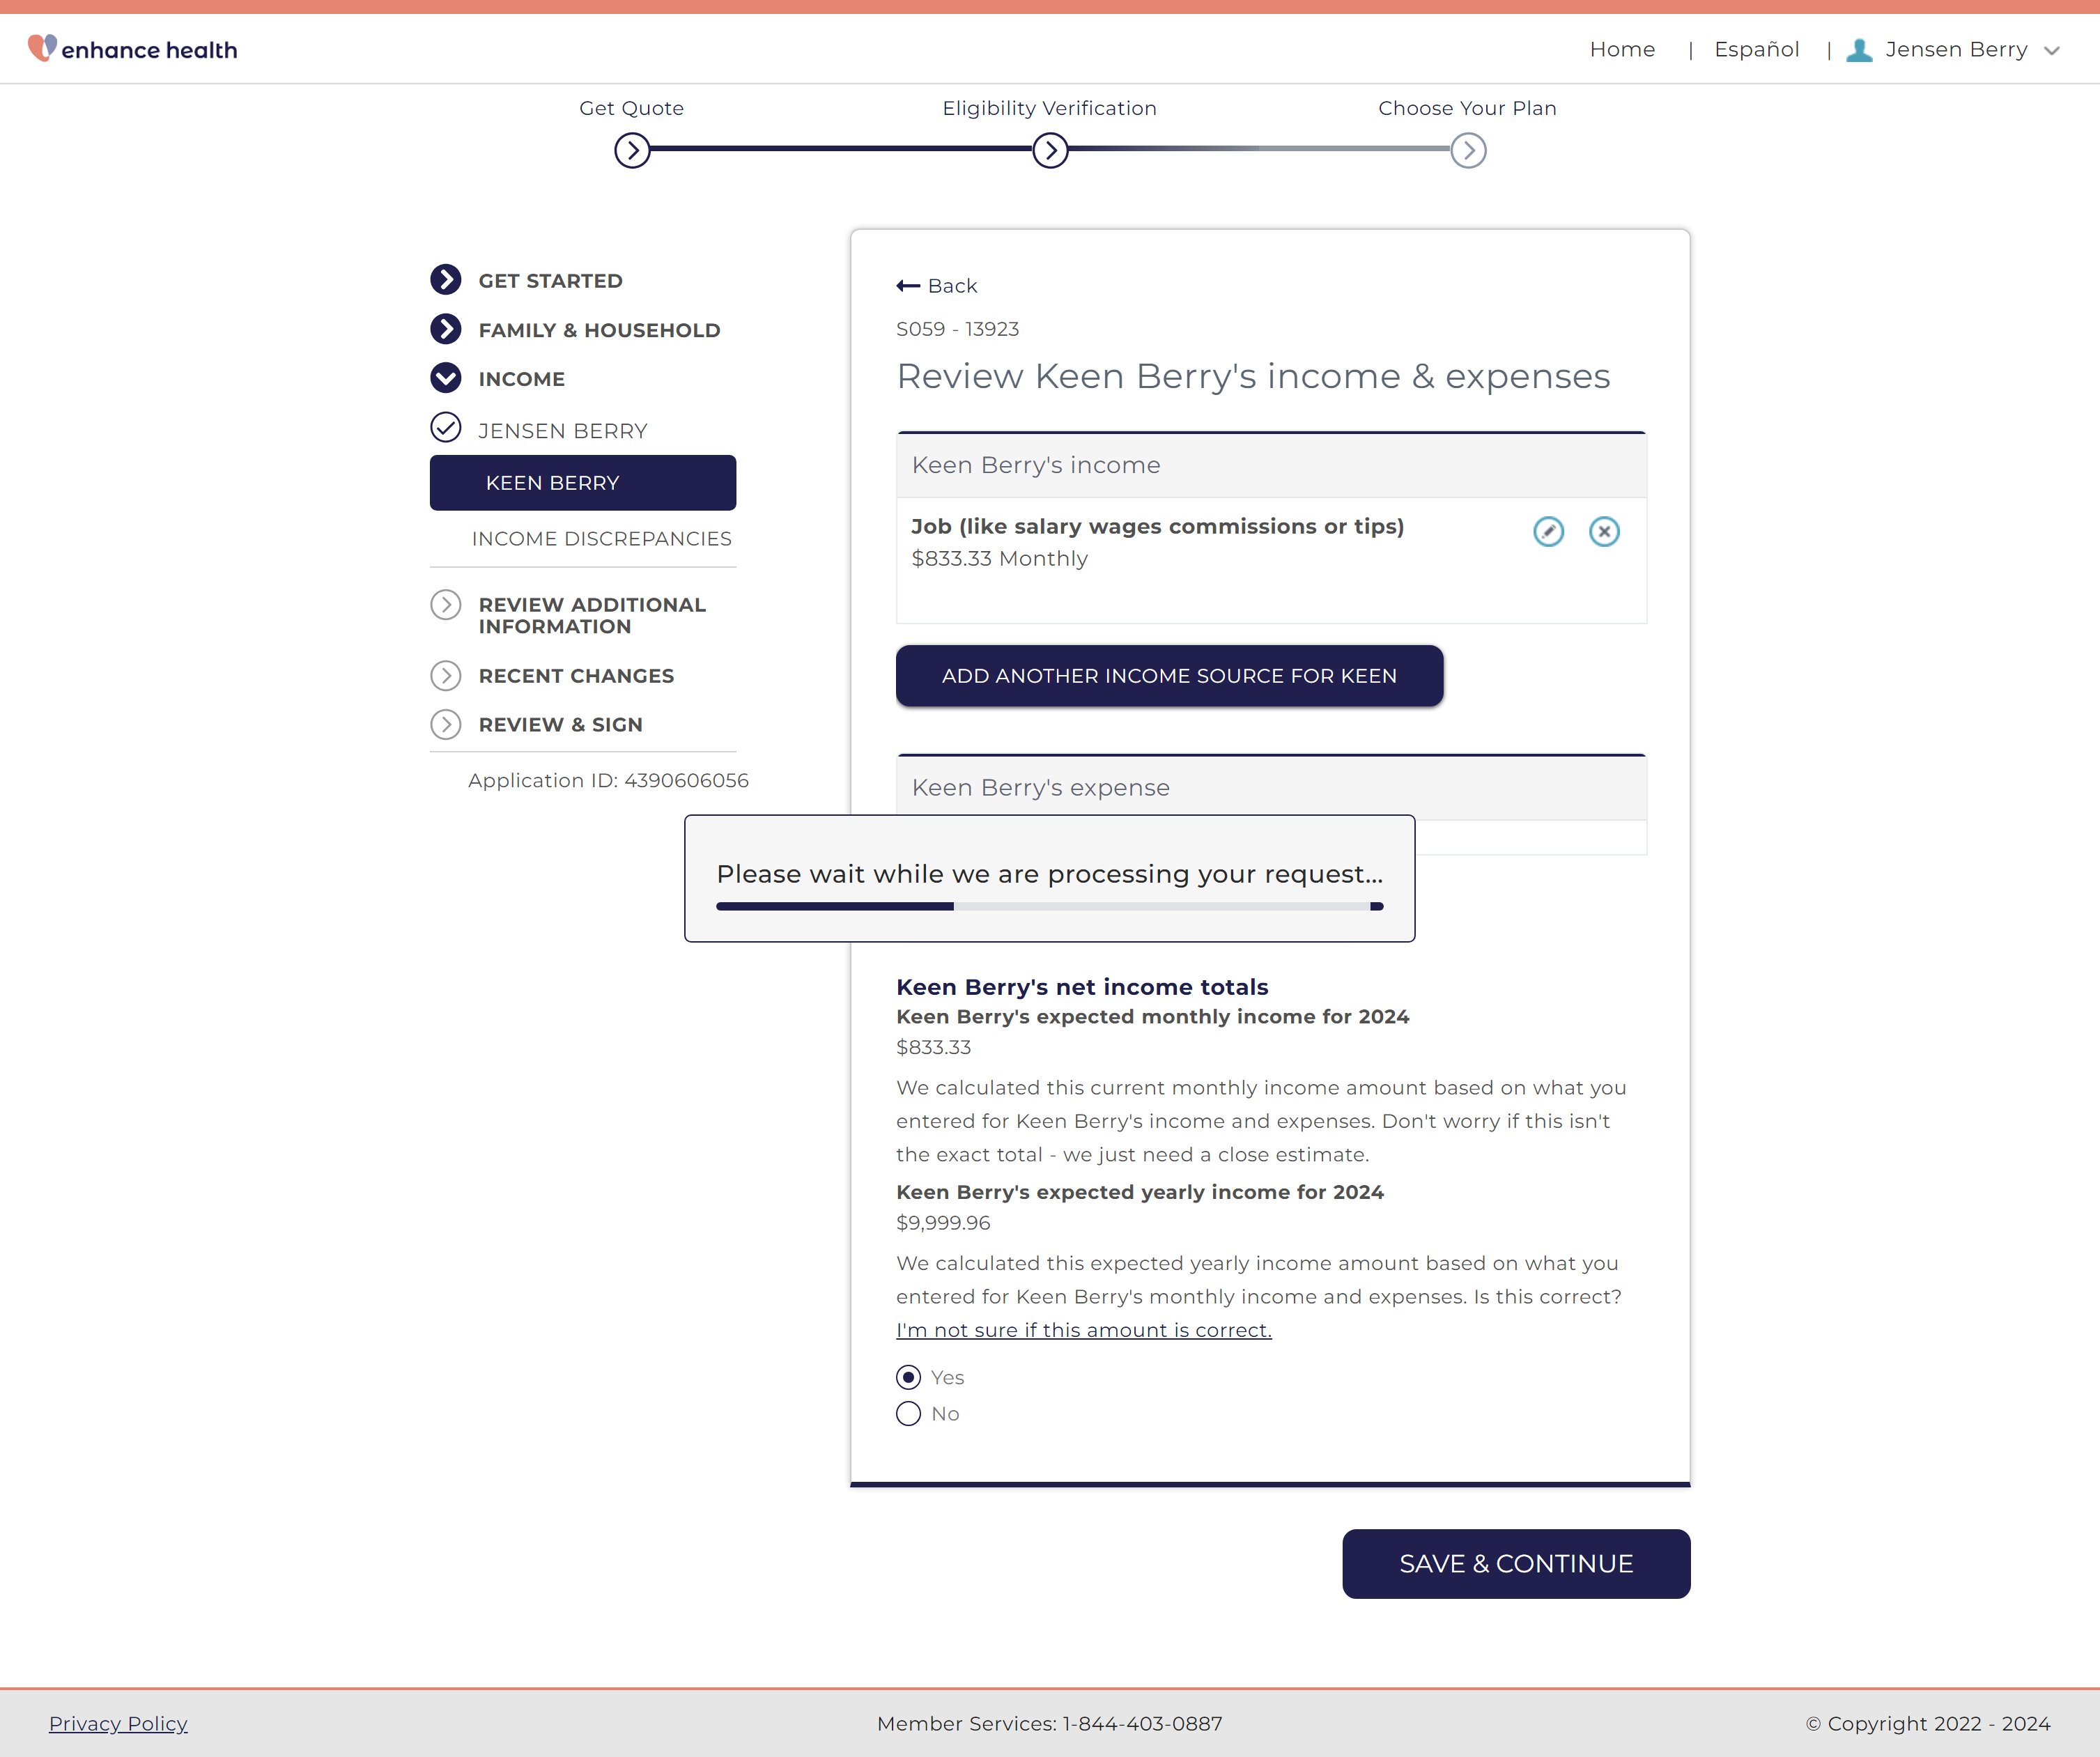 enhance health
Home | Español | Jensen Berry
Get Quote
Eligibility Verification
Choose Your Plan
GET STARTED
FAMILY & HOUSEHOLD
INCOME
JENSEN BERRY
KEEN BERRY
INCOME DISCREPANCIES
REVIEW ADDITIONAL
INFORMATION
RECENT CHANGES
REVIEW & SIGN
Application ID: 4390606056
Back
S059 - 13923
Review Keen Berry's income & expenses
Keen Berry's income
Job (like salary wages commissions or tips)
$833.33 Monthly
ADD ANOTHER INCOME SOURCE FOR KEEN
Keen Berry's expense
Please wait while we are processing your request...
Keen Berry's net income totals
Keen Berry's expected monthly income for 2024
$833.33
We calculated this current monthly income amount based on what you
entered for Keen Berry's income and expenses. Don't worry if this isn't
the exact total - we just need a close estimate.
Keen Berry's expected yearly income for 2024
$9,999.96
We calculated this expected yearly income amount based on what you
entered for Keen Berry's monthly income and expenses. Is this correct?
I'm not sure if this amount is correct.
Yes
No
SAVE & CONTINUE
Privacy Policy
Member Services: 1-844-403-0887
© Copyright 2022 - 2024